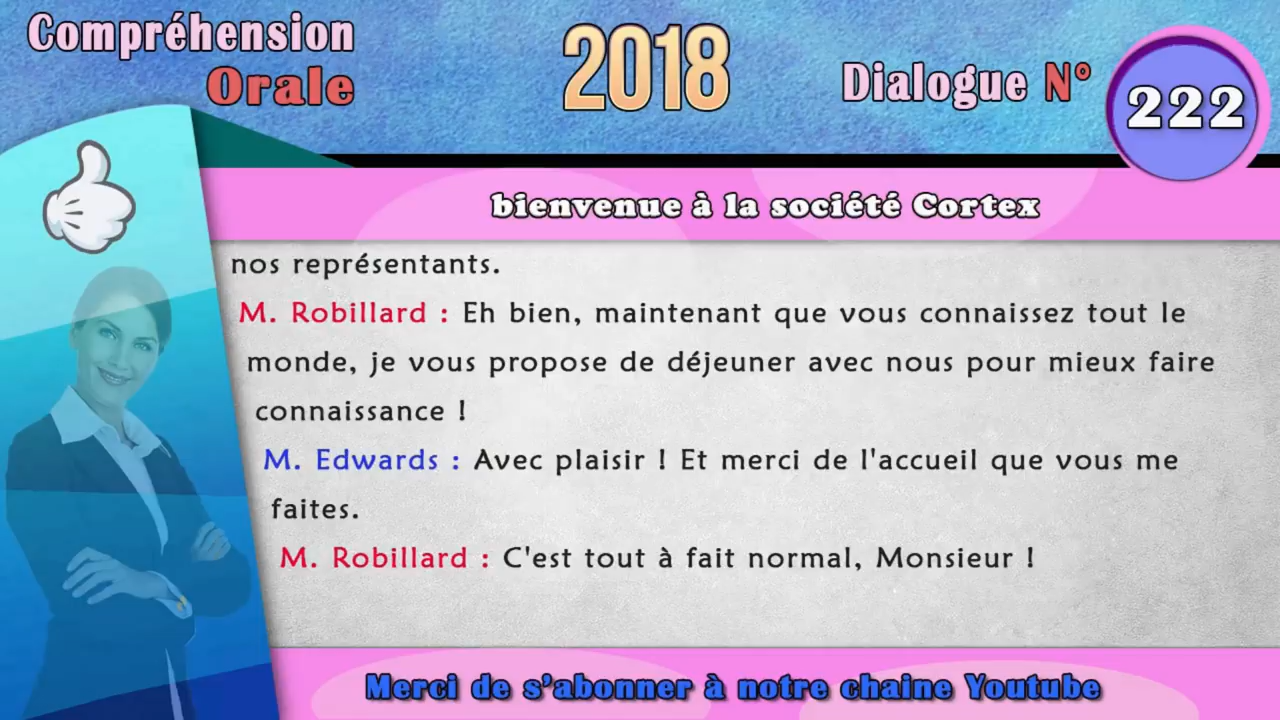 Compréhension
Orale
2018
Dialogue N°
222
bienvenue à la société Cortex
nos représentants.
M. Robillard : Eh bien, maintenant que vous connaissez tout le
monde, je vous propose de déjeuner avec nous pour mieux faire
connaissance !
M. Edwards : Avec plaisir ! Et merci de l'accueil que vous me
faites.
M. Robillard : C'est tout à fait normal, Monsieur !
Merci de s'abonner à notre chaine Youtube